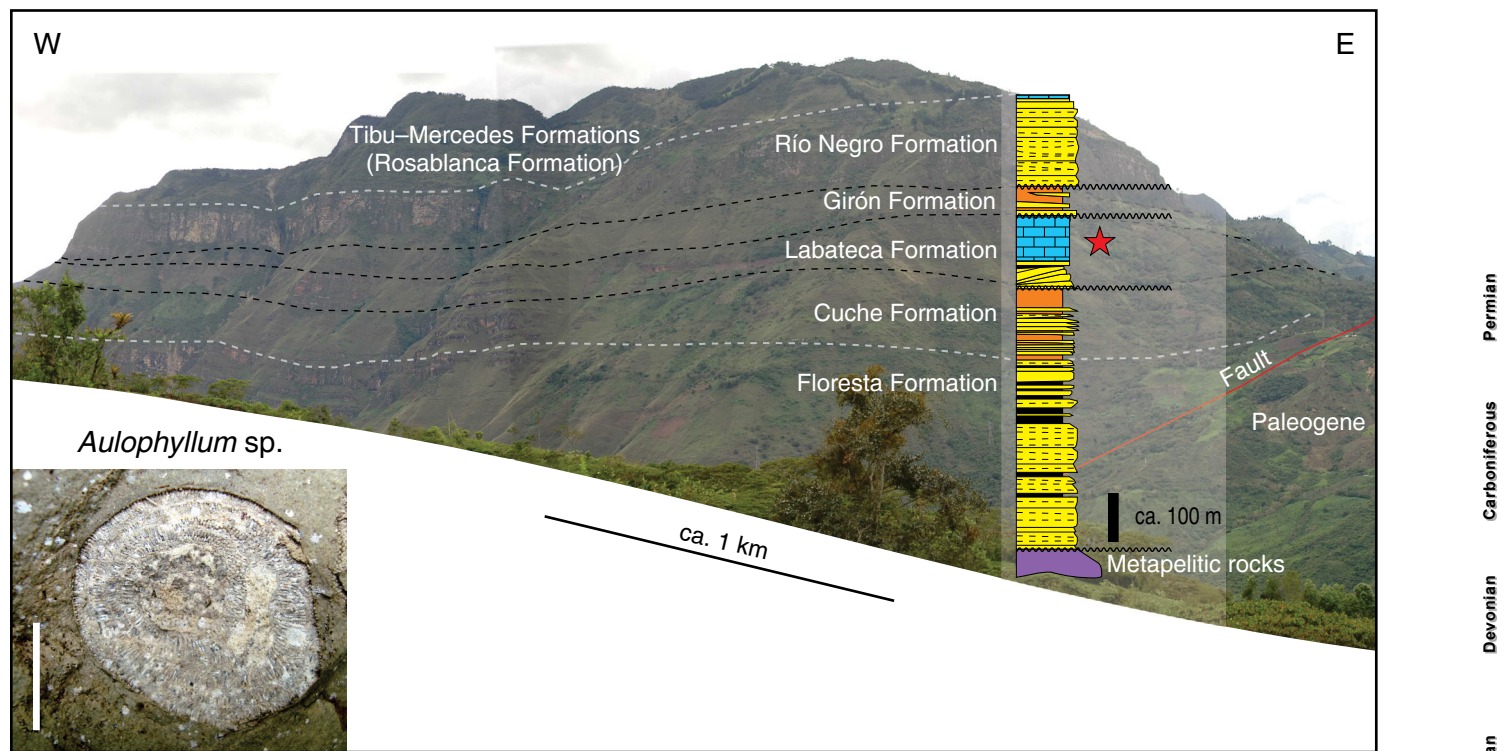 W
E
Tibu–Mercedes Formations
(Rosablanca Formation)
Río Negro Formation
Girón Formation
Labateca Formation
Cuche Formation
Floresta Formation
Fault
Paleogene
ca. 100 m
Metapelitic rocks
ca. 1 km
Aulophyllum sp.
Permian
Carboniferous
Devonian